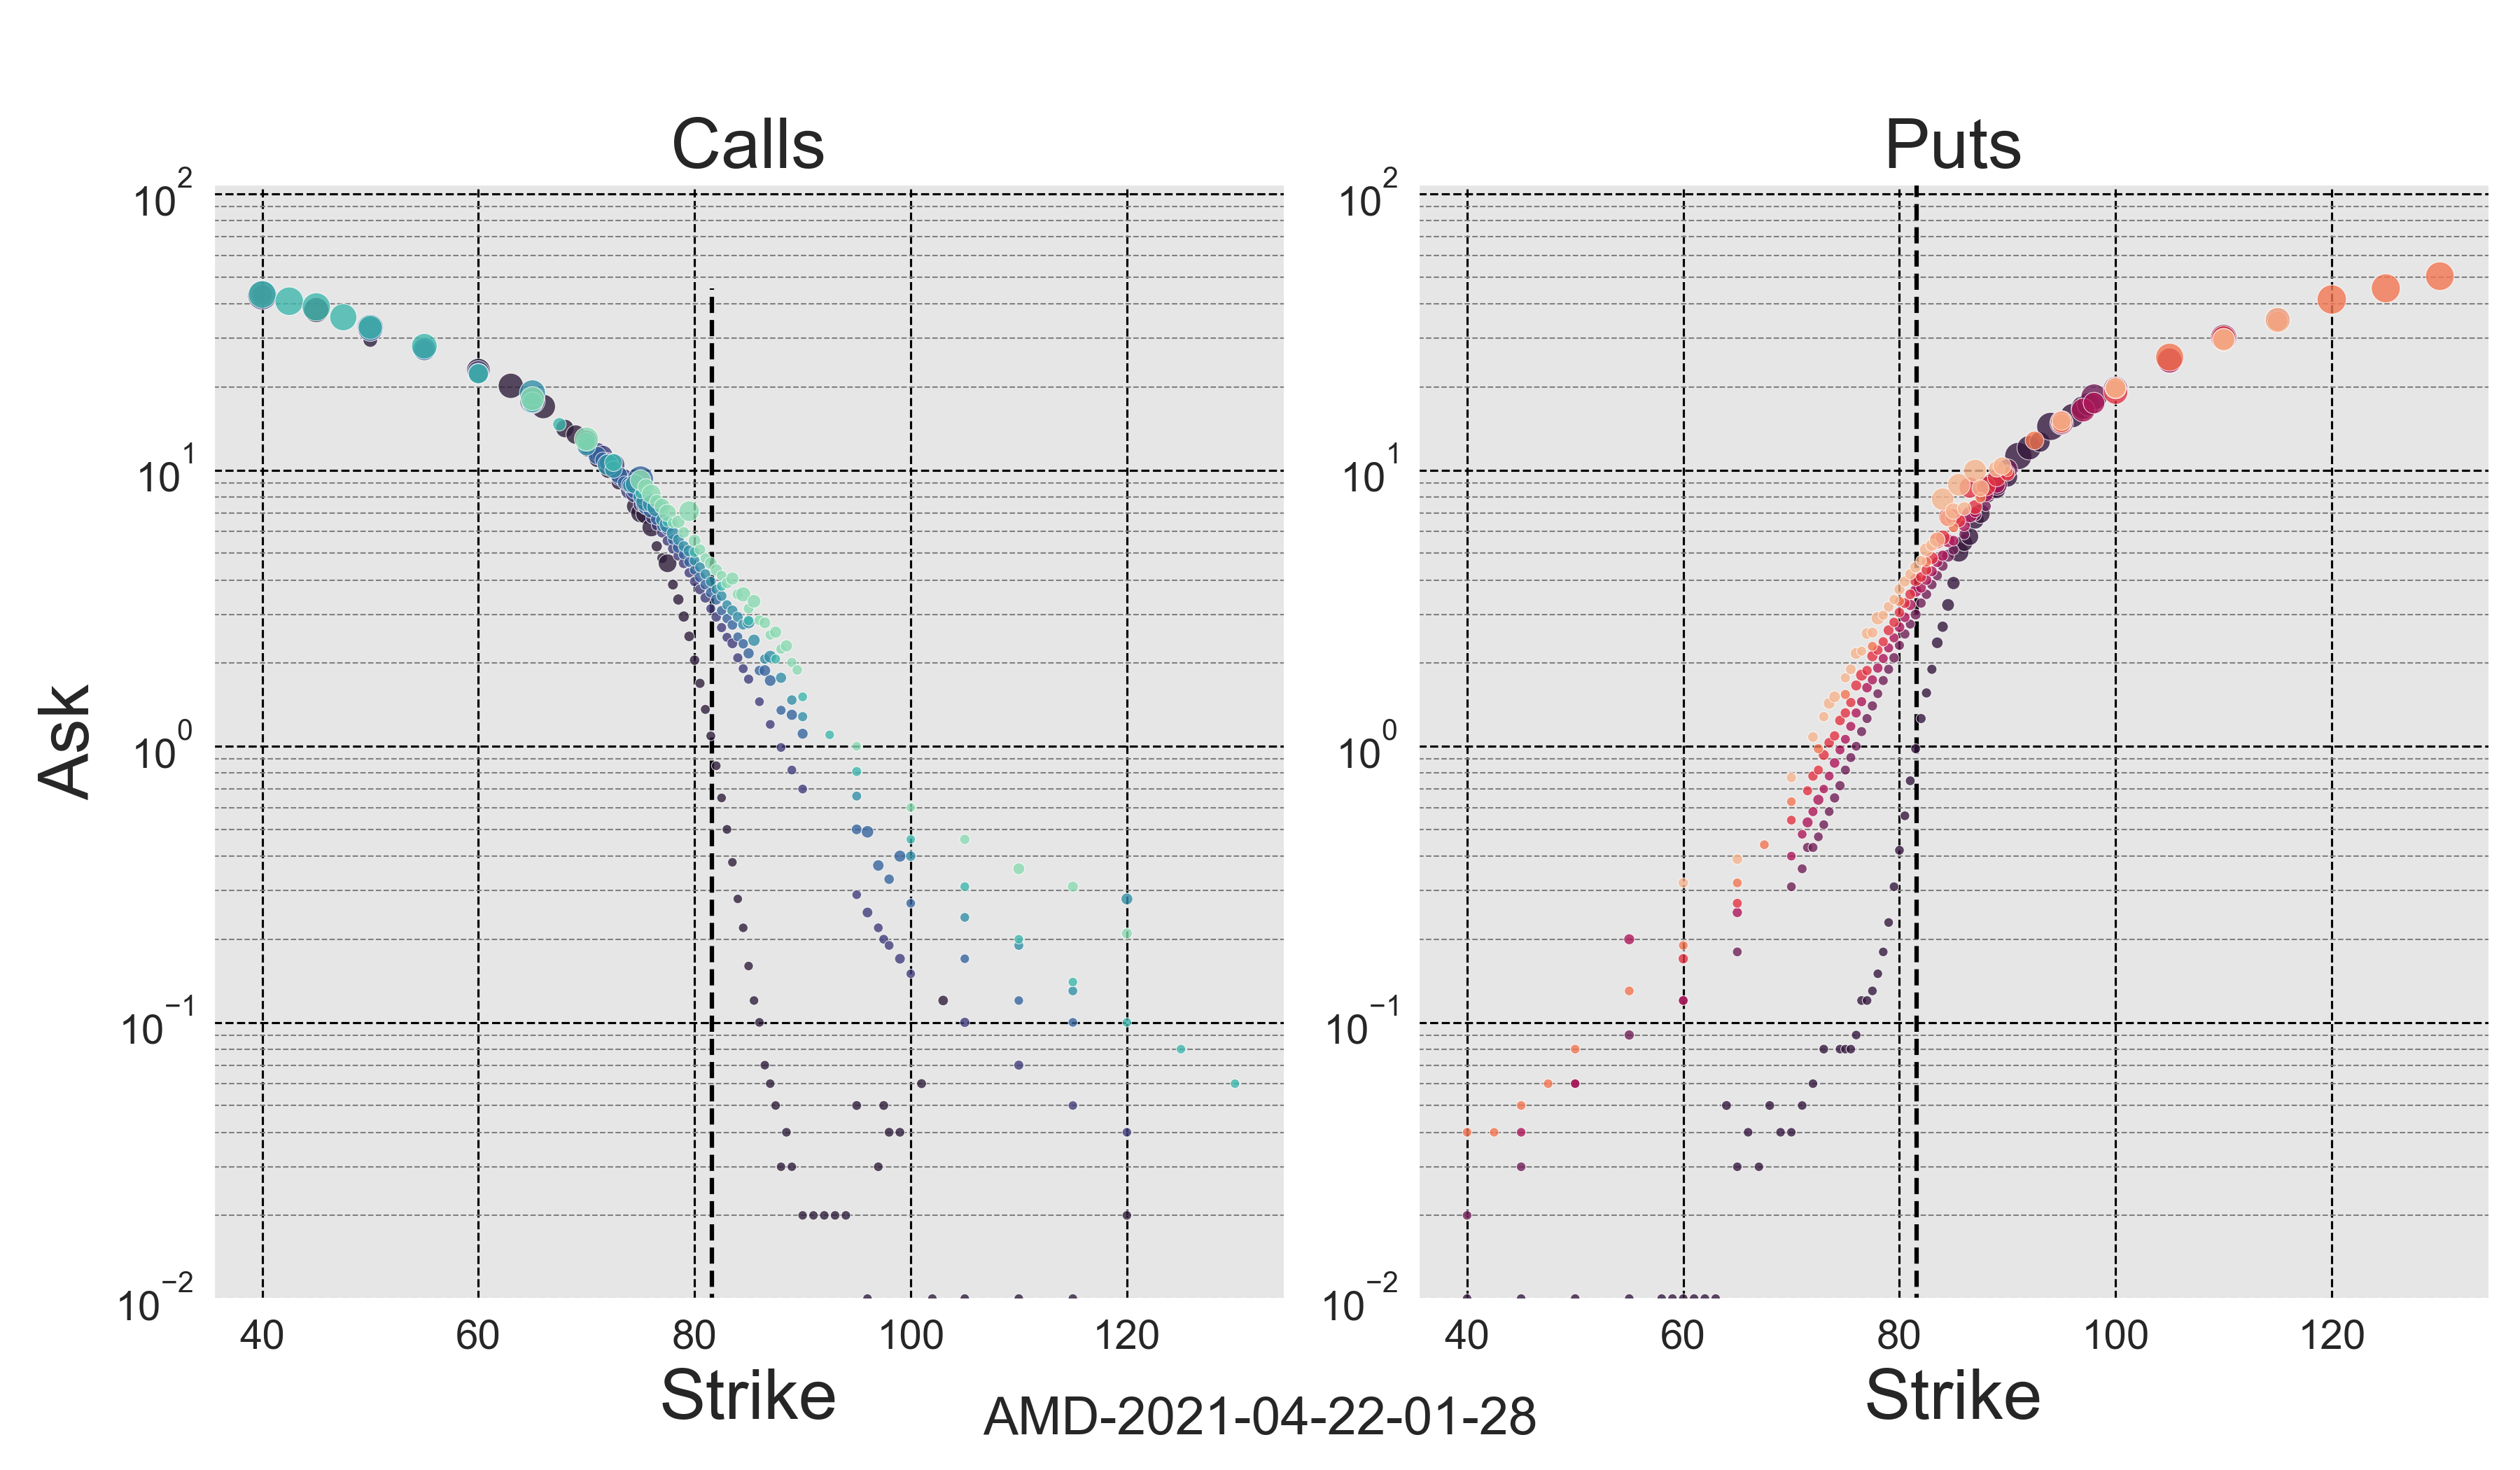 Calls Puts
10^2 10^2
10^1 10^1
10^0 10^0
10^−1 10^−1
10^−2 10^−2
Ask
40 60 80 100 120 40 60 80 100 120
Strike Strike
AMD-2021-04-22-01-28